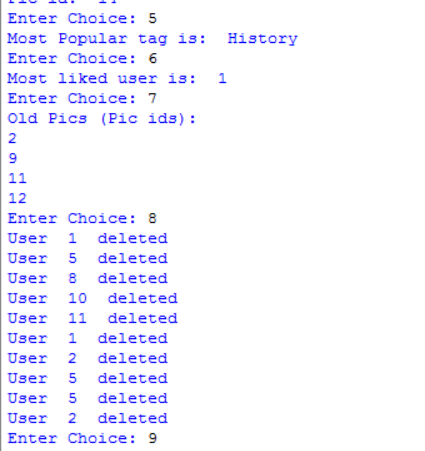 Enter Choice: 5
Most Popular tag is:  History
Enter Choice: 6
Most liked user is:  1
Enter Choice: 7
Old Pics (Pic ids):
2
9
11
12
Enter Choice: 8
User  1  deleted
User  5  deleted
User  8  deleted
User  10  deleted
User  11  deleted
User  1  deleted
User  2  deleted
User  5  deleted
User  5  deleted
User  2  deleted
Enter Choice: 9